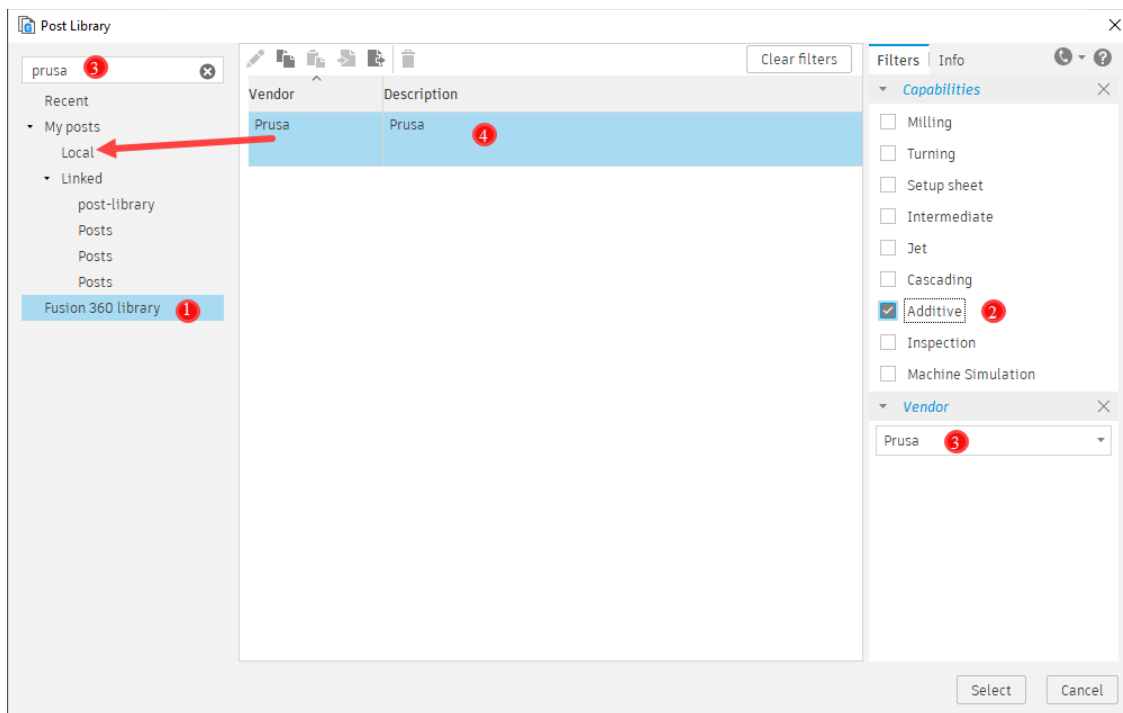 Post Library
prusa 3
Recent
My posts
Local
Linked
post-library
Posts
Posts
Posts
Fusion 360 library 1
Clear filters
Vendor Description
Prusa Prusa 4
Filters Info
Capabilities
Milling
Turning
Setup sheet
Intermediate
Jet
Cascading
Additive 2
Inspection
Machine Simulation
Vendor
Prusa 3
Select Cancel